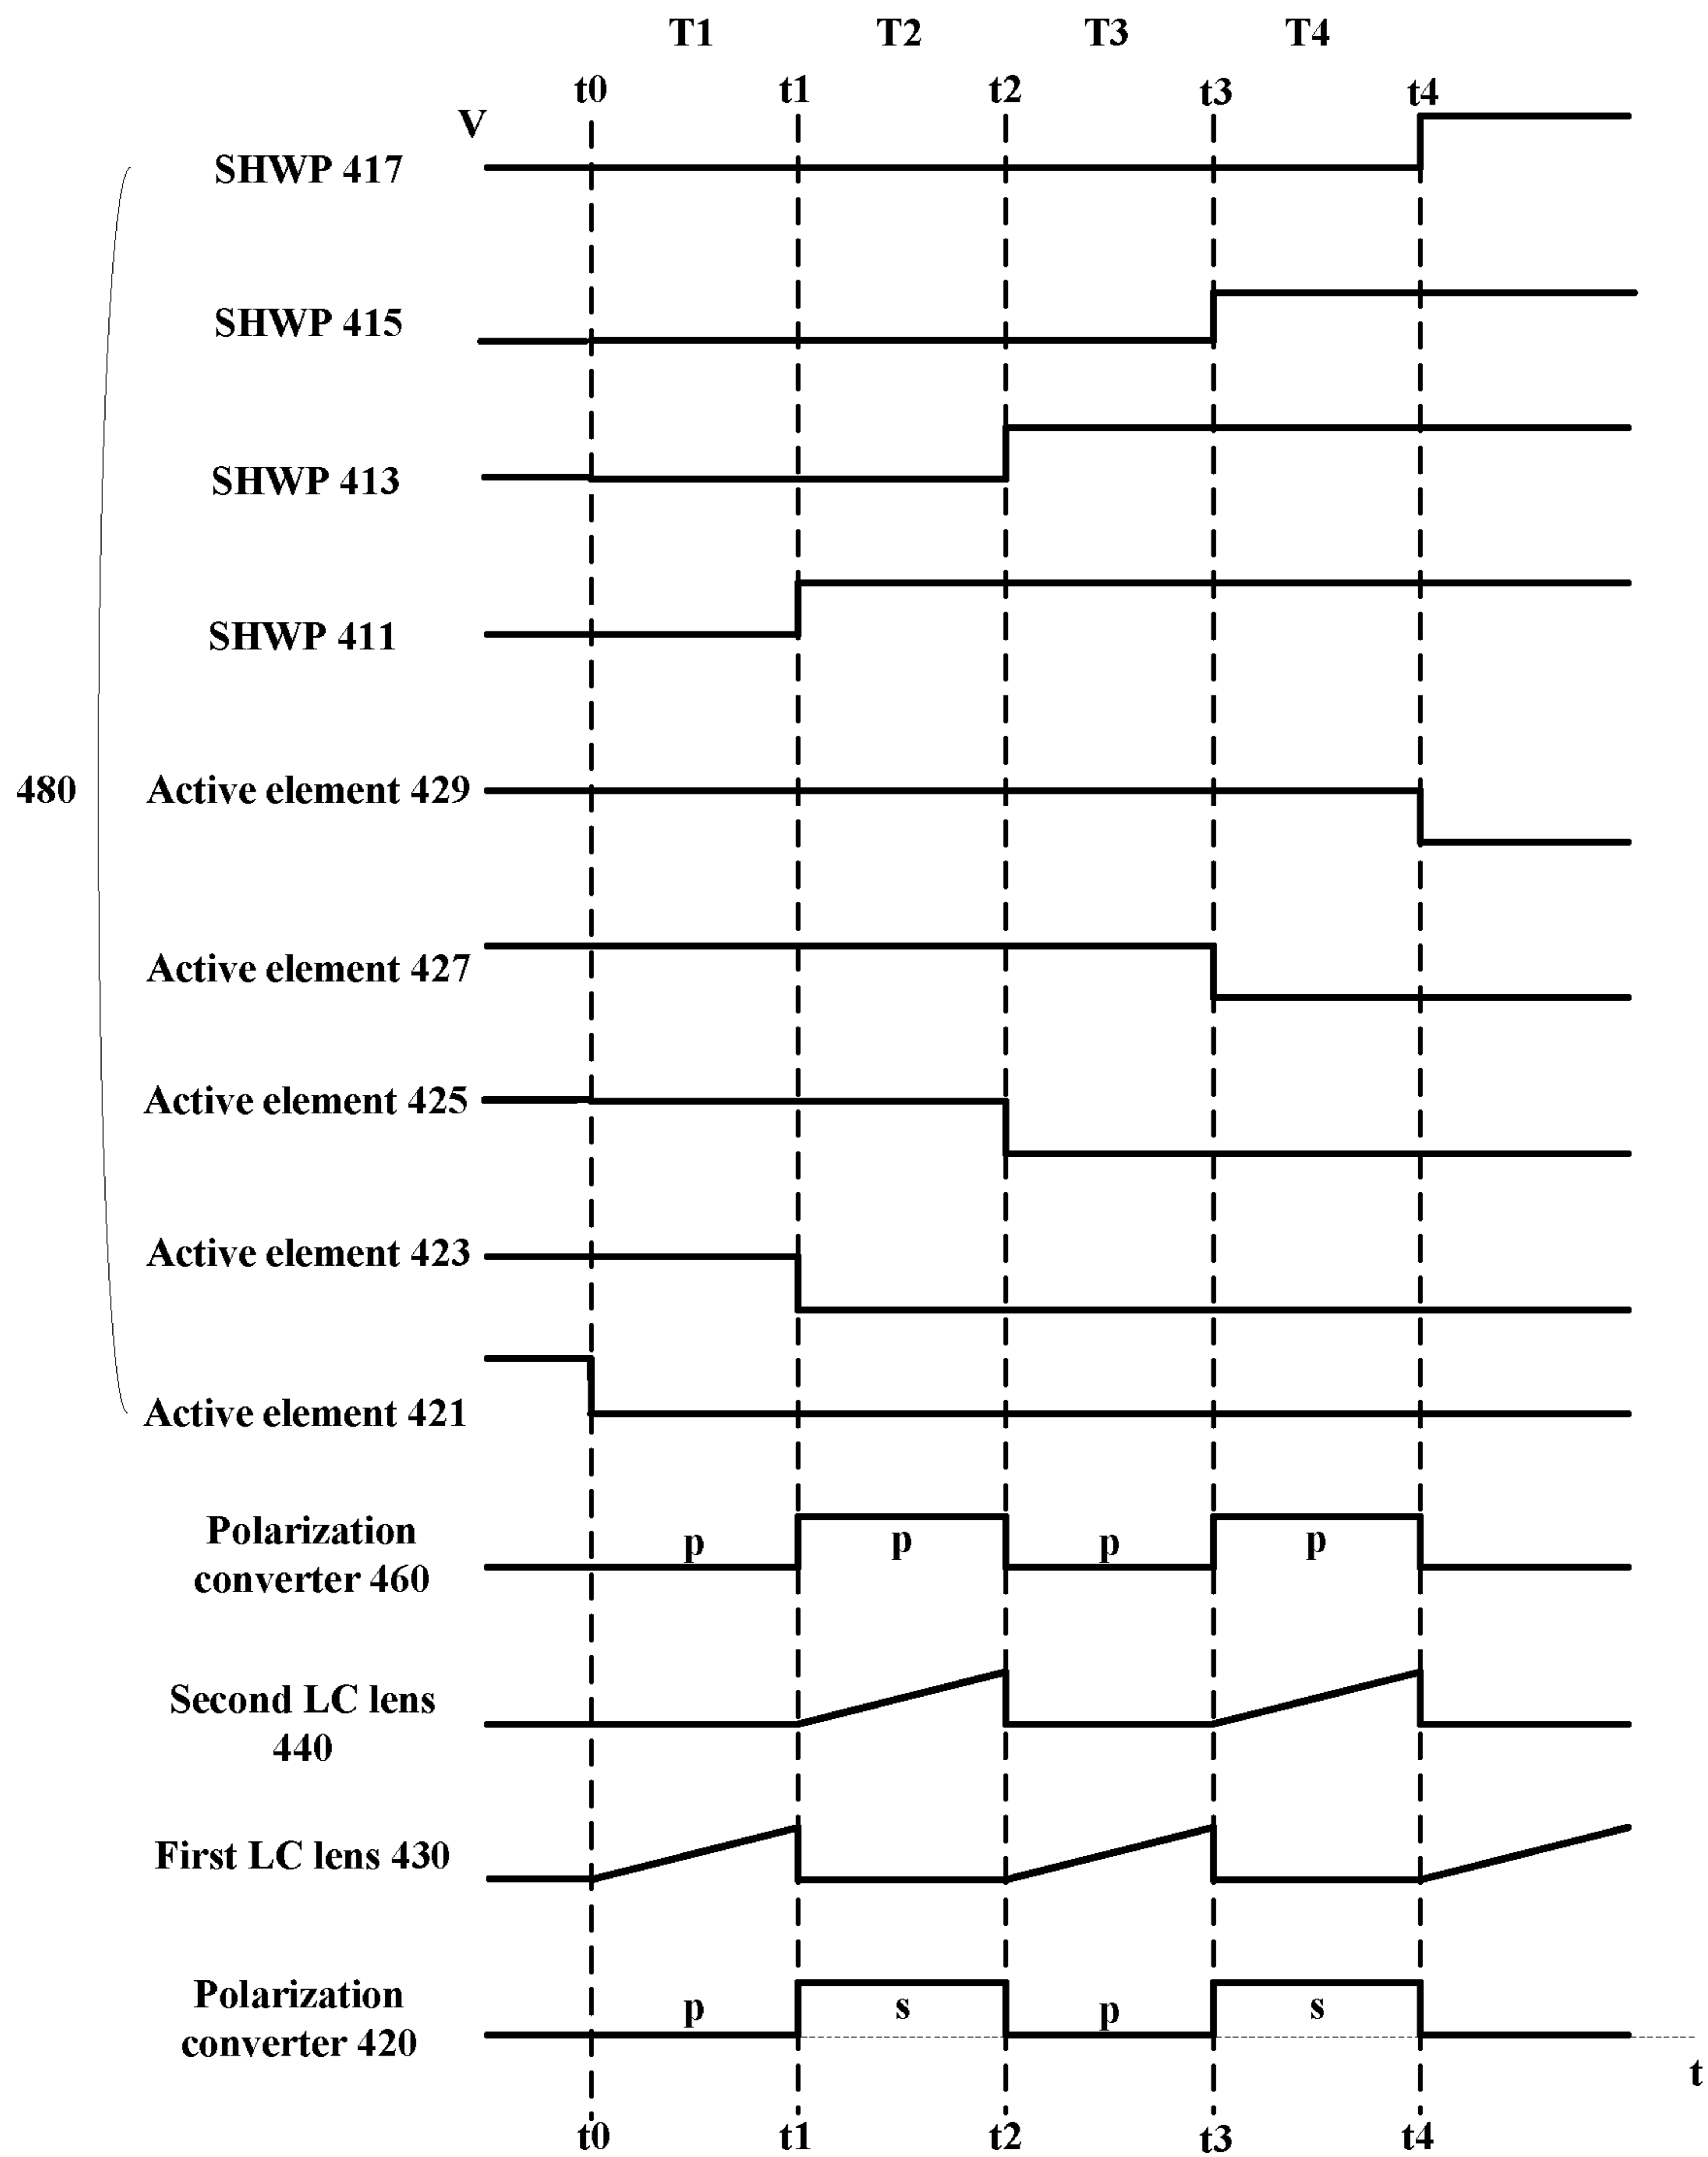 T1 T2 T3 T4
t0 t1 t2 t3 t4
V
SHWP 417
SHWP 415
SHWP 413
SHWP 411
480
Active element 429
Active element 427
Active element 425
Active element 423
Active element 421
Polarization
converter 460
p p p p
Second LC lens
440
First LC lens 430
Polarization
converter 420
p s p s
t
t0 t1 t2 t3 t4